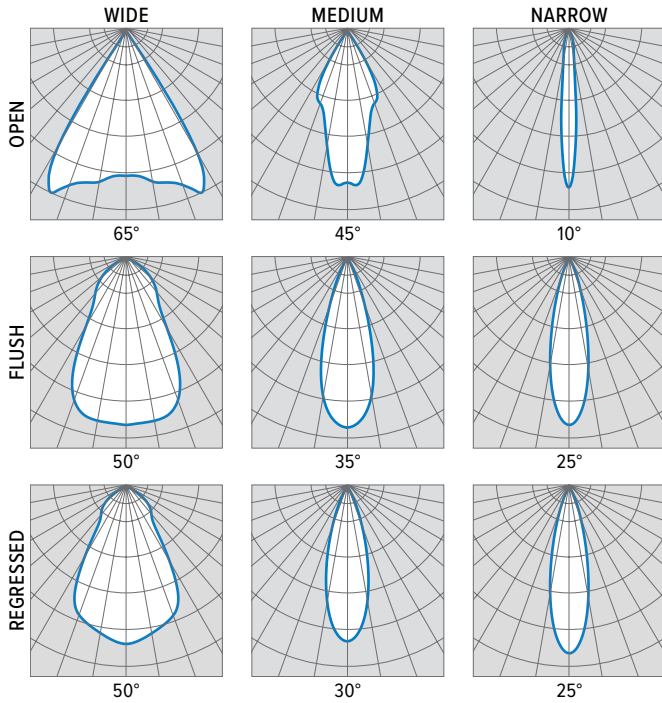 WIDE MEDIUM NARROW
OPEN
65° 45° 10°
FLUSH
50° 35° 25°
REGRESSED
50° 30° 25°